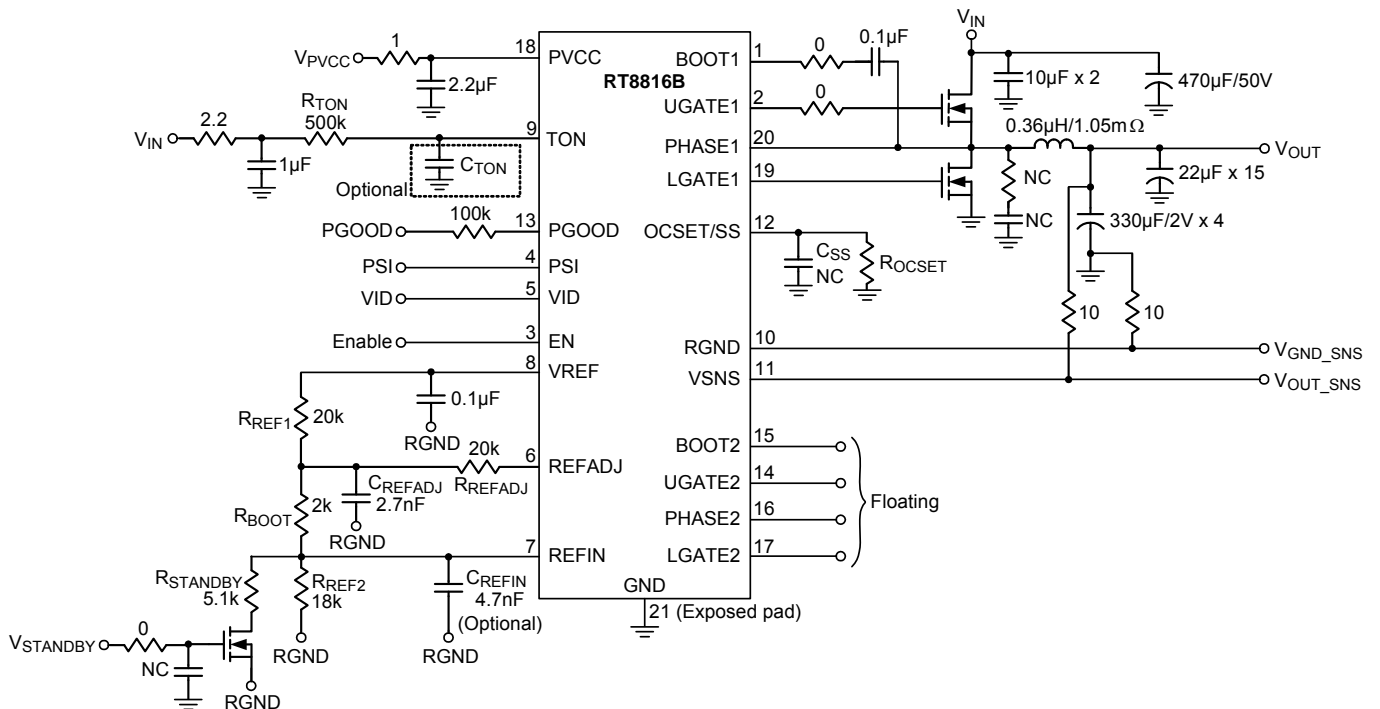 V_IN
V_PVCC
1
18
PVCC
2.2µF
RT8816B
BOOT1
1
0
0.1µF
10µF x 2
470µF/50V
UGATE1
2
0
R_TON
500k
V_IN
2.2
1µF
9
TON
C_TON
Optional
PHASE1
20
0.36µH/1.05mΩ
V_OUT
LGATE1
19
NC
NC
22µF x 15
330µF/2V x 4
PGOOD
100k
13
PGOOD
OCSET/SS
12
C_SS
NC
R_OCSET
PSI
4
PSI
VID
5
VID
10
10
Enable
3
EN
RGND
10
V_GND_SNS
8
VREF
VSNS
11
V_OUT_SNS
0.1µF
RGND
R_REF1
20k
20k
R_REFADJ
6
REFADJ
C_REFADJ
2.7nF
RGND
BOOT2
15
UGATE2
14
Floating
PHASE2
16
LGATE2
17
R_BOOT
2k
7
REFIN
R_STANDBY
5.1k
R_REF2
18k
RGND
C_REFIN
4.7nF
(Optional)
RGND
GND
21 (Exposed pad)
V_STANDBY
0
NC
RGND